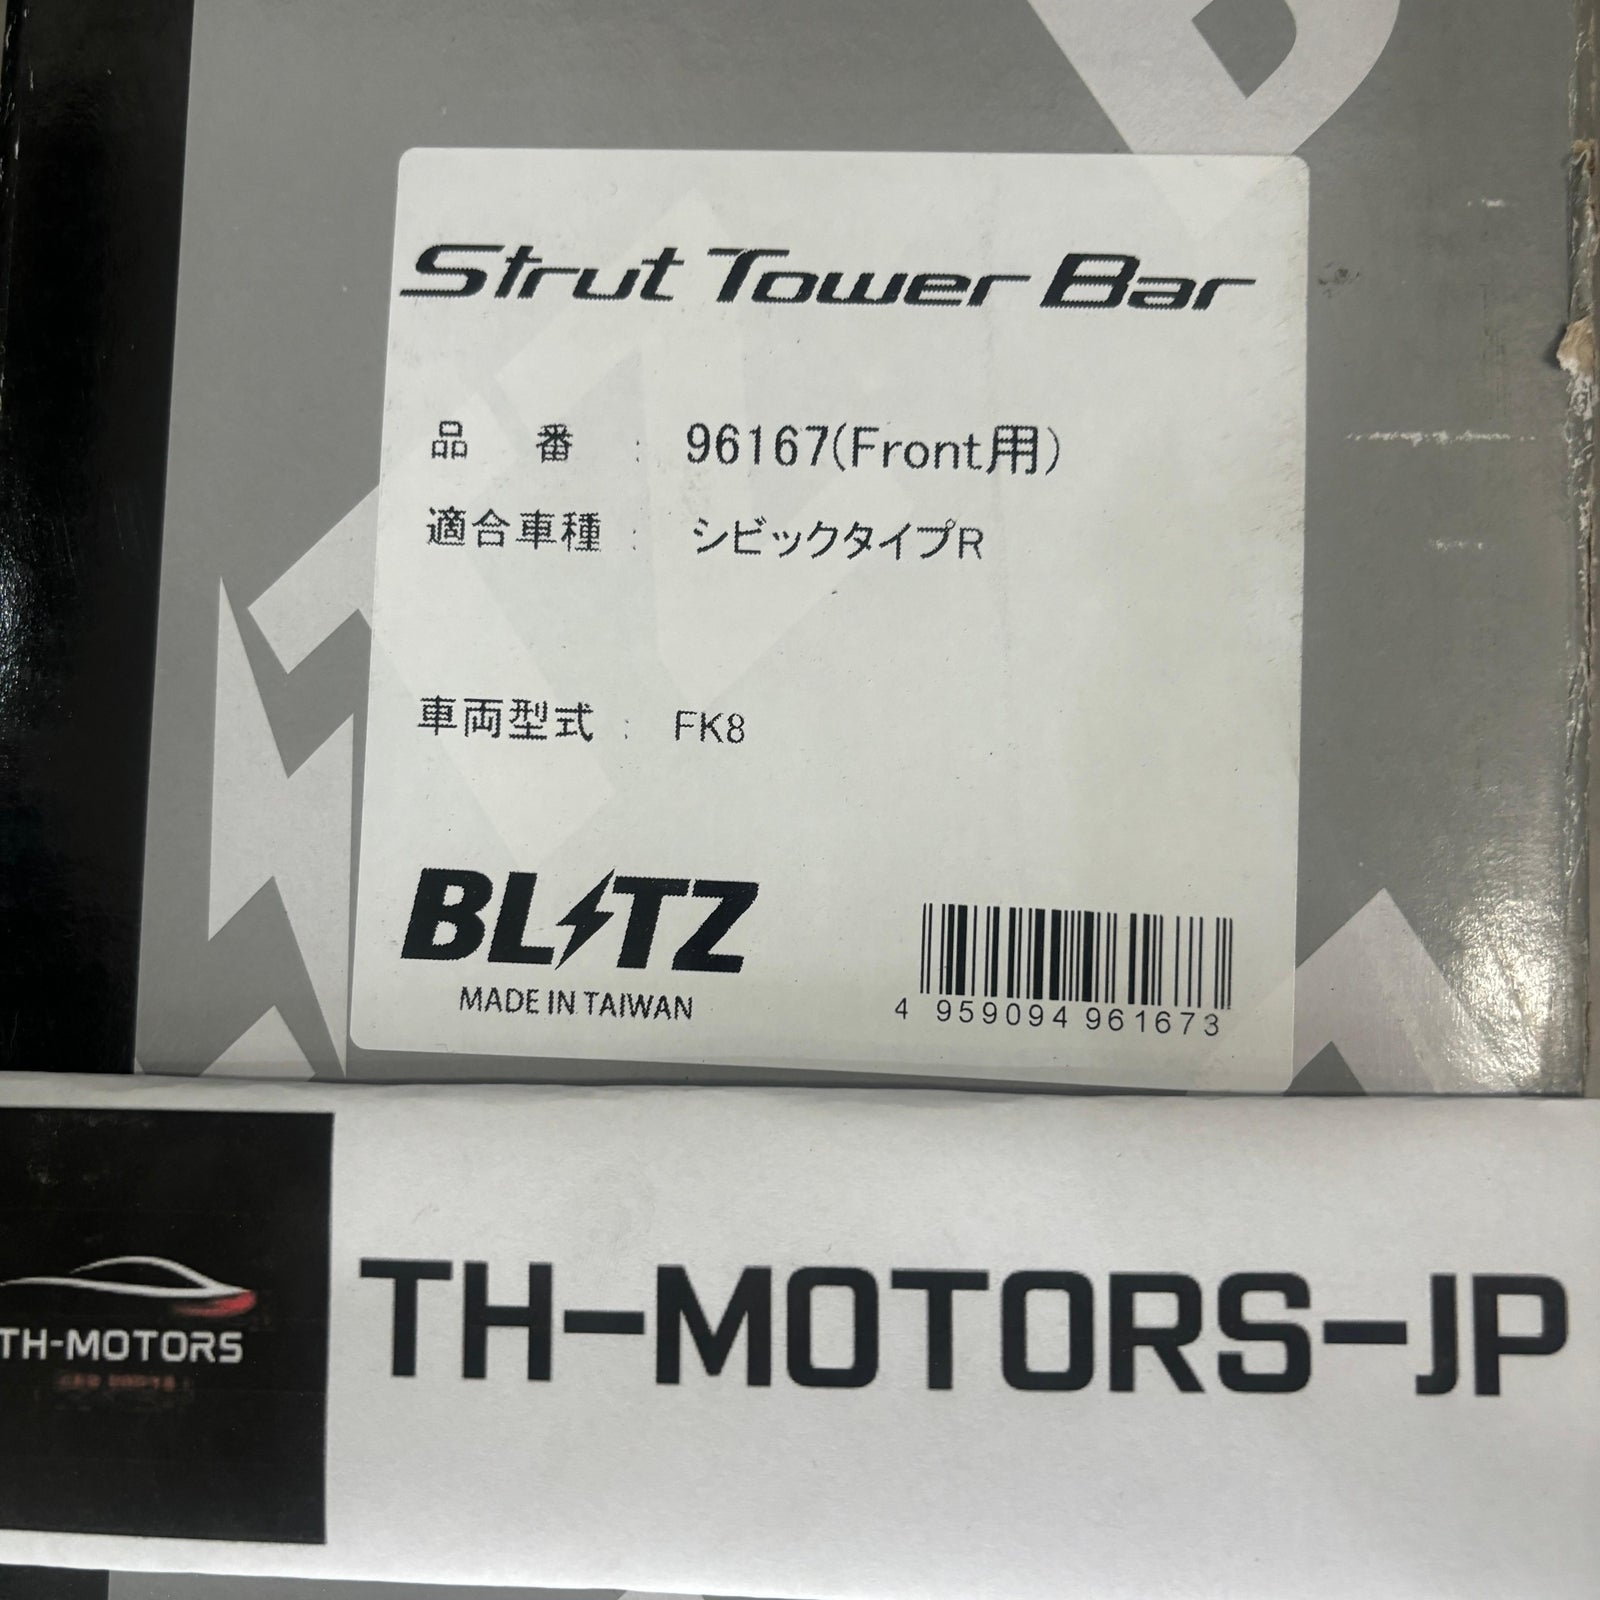 Strut Tower Bar
品 番 : 96167(Front用)
適合車種 : シビックタイプR
車両型式 : FK8
BLITZ
MADE IN TAIWAN
4 959094 961673
TH-MOTORS
TH-MOTORS-JP